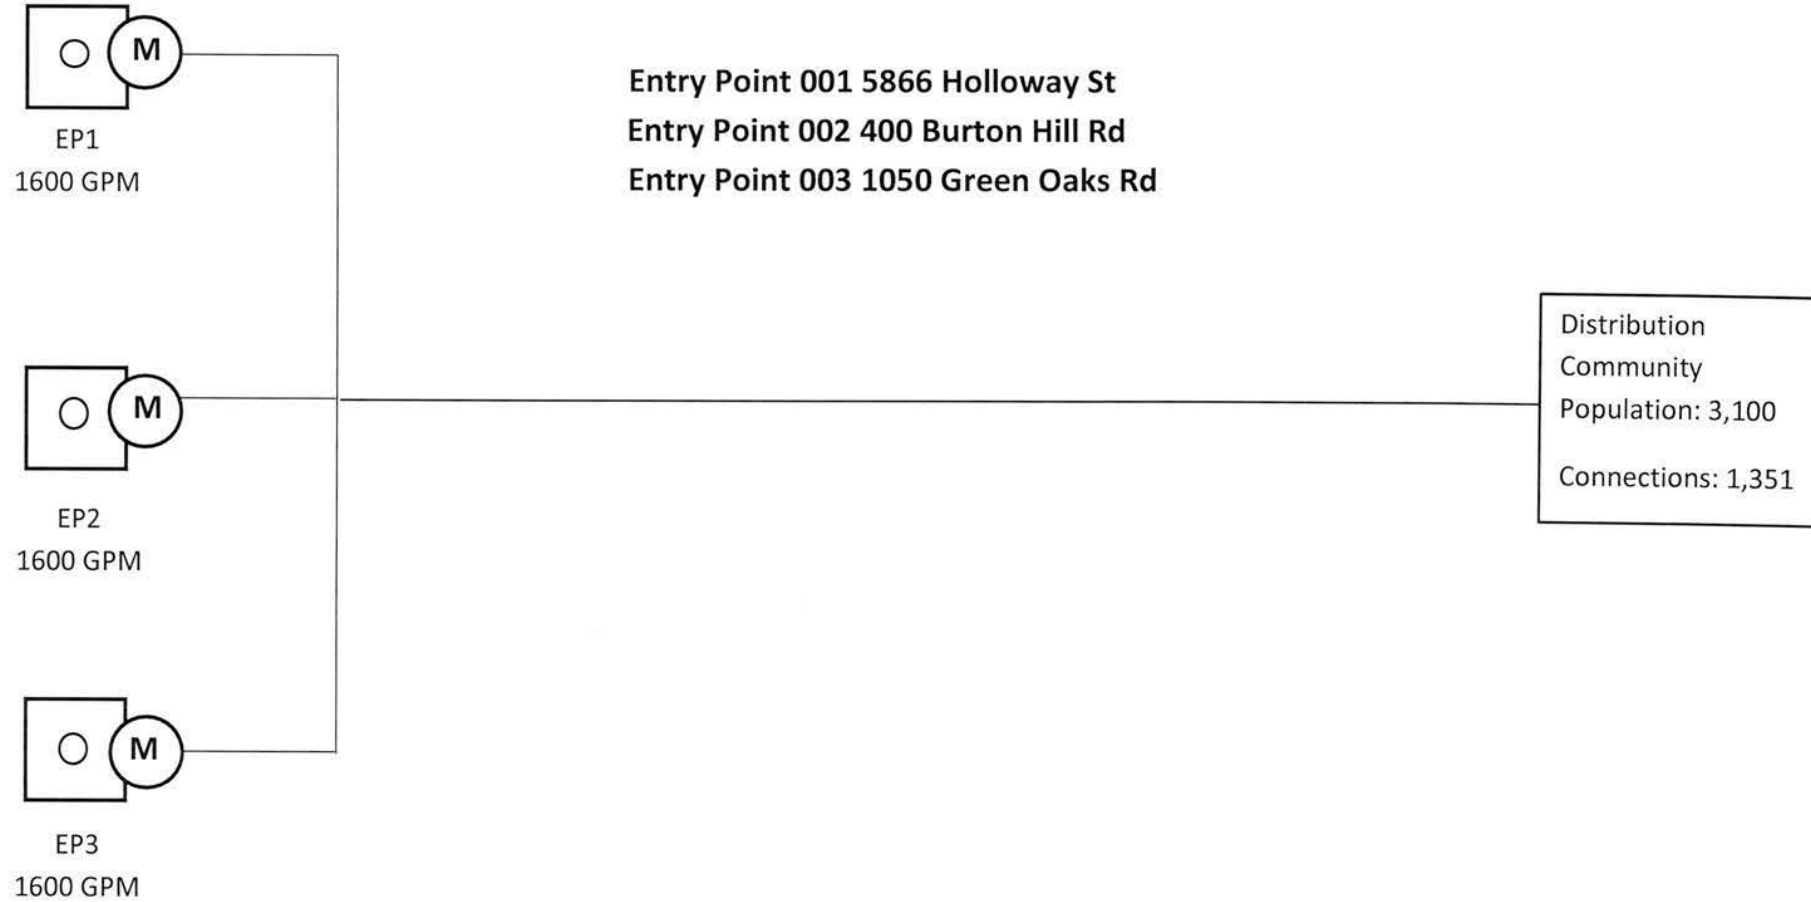 M
EP1
1600 GPM
Entry Point 001 5866 Holloway St
Entry Point 002 400 Burton Hill Rd
Entry Point 003 1050 Green Oaks Rd
M
EP2
1600 GPM
Distribution
Community
Population: 3,100
Connections: 1,351
M
EP3
1600 GPM